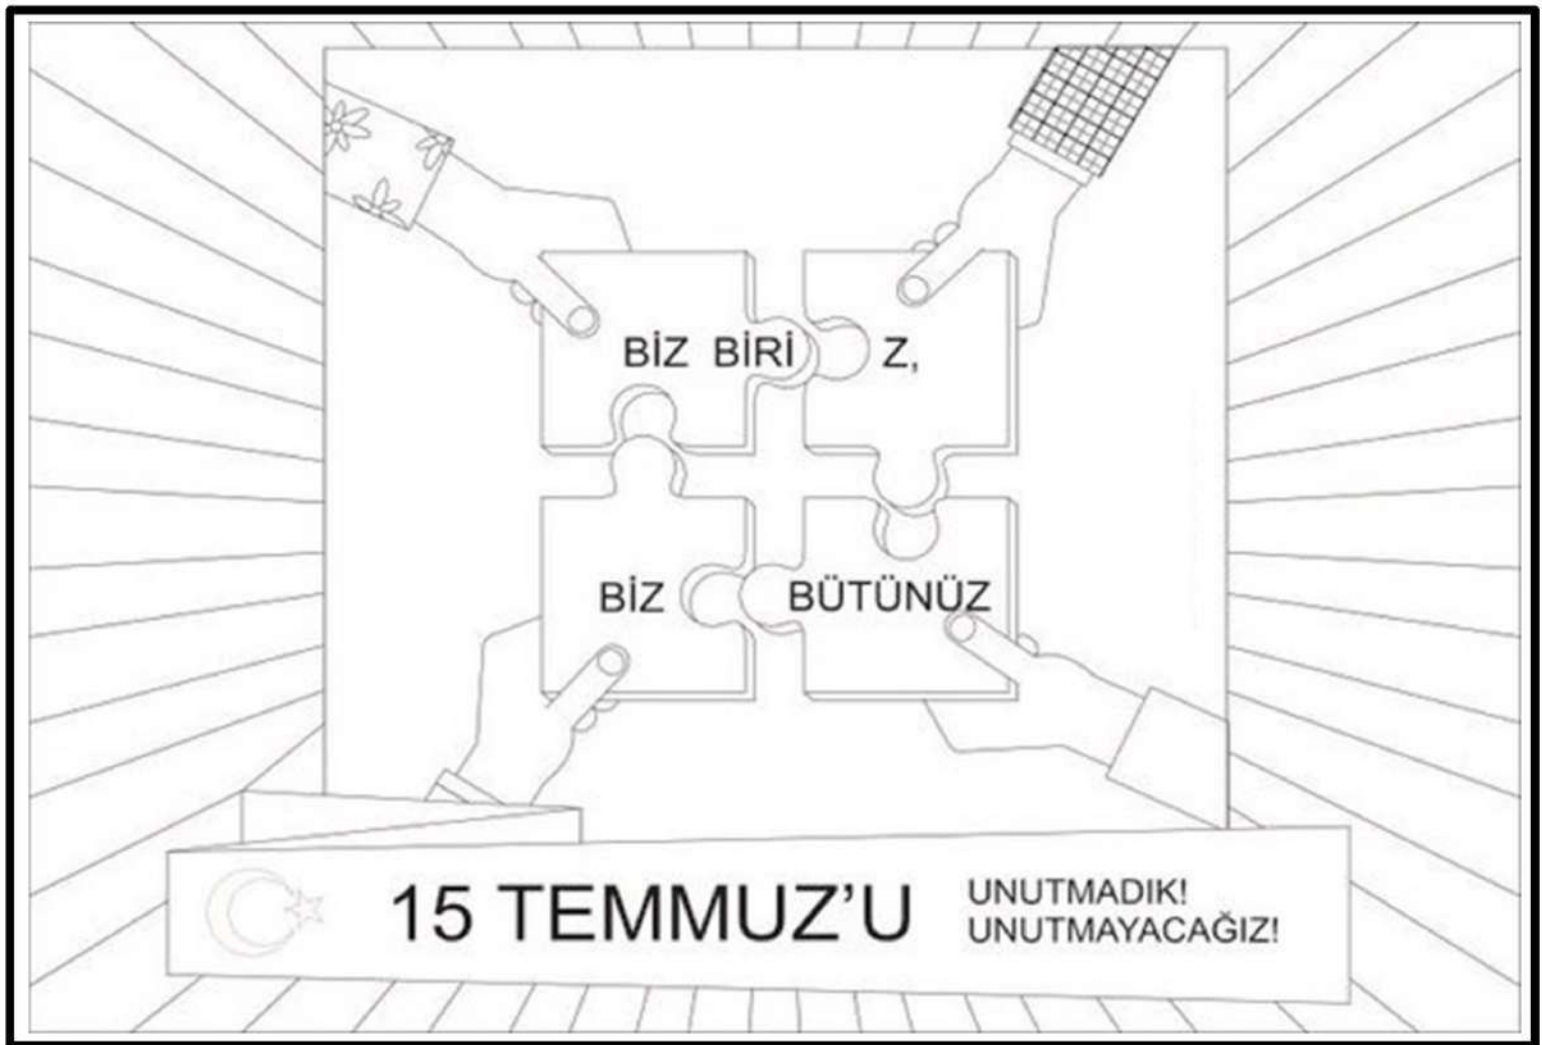 BİZ BİRİ Z,
BİZ BÜTÜNÜZ
15 TEMMUZ'U
UNUTMADIK!
UNUTMAYACAĞIZ!